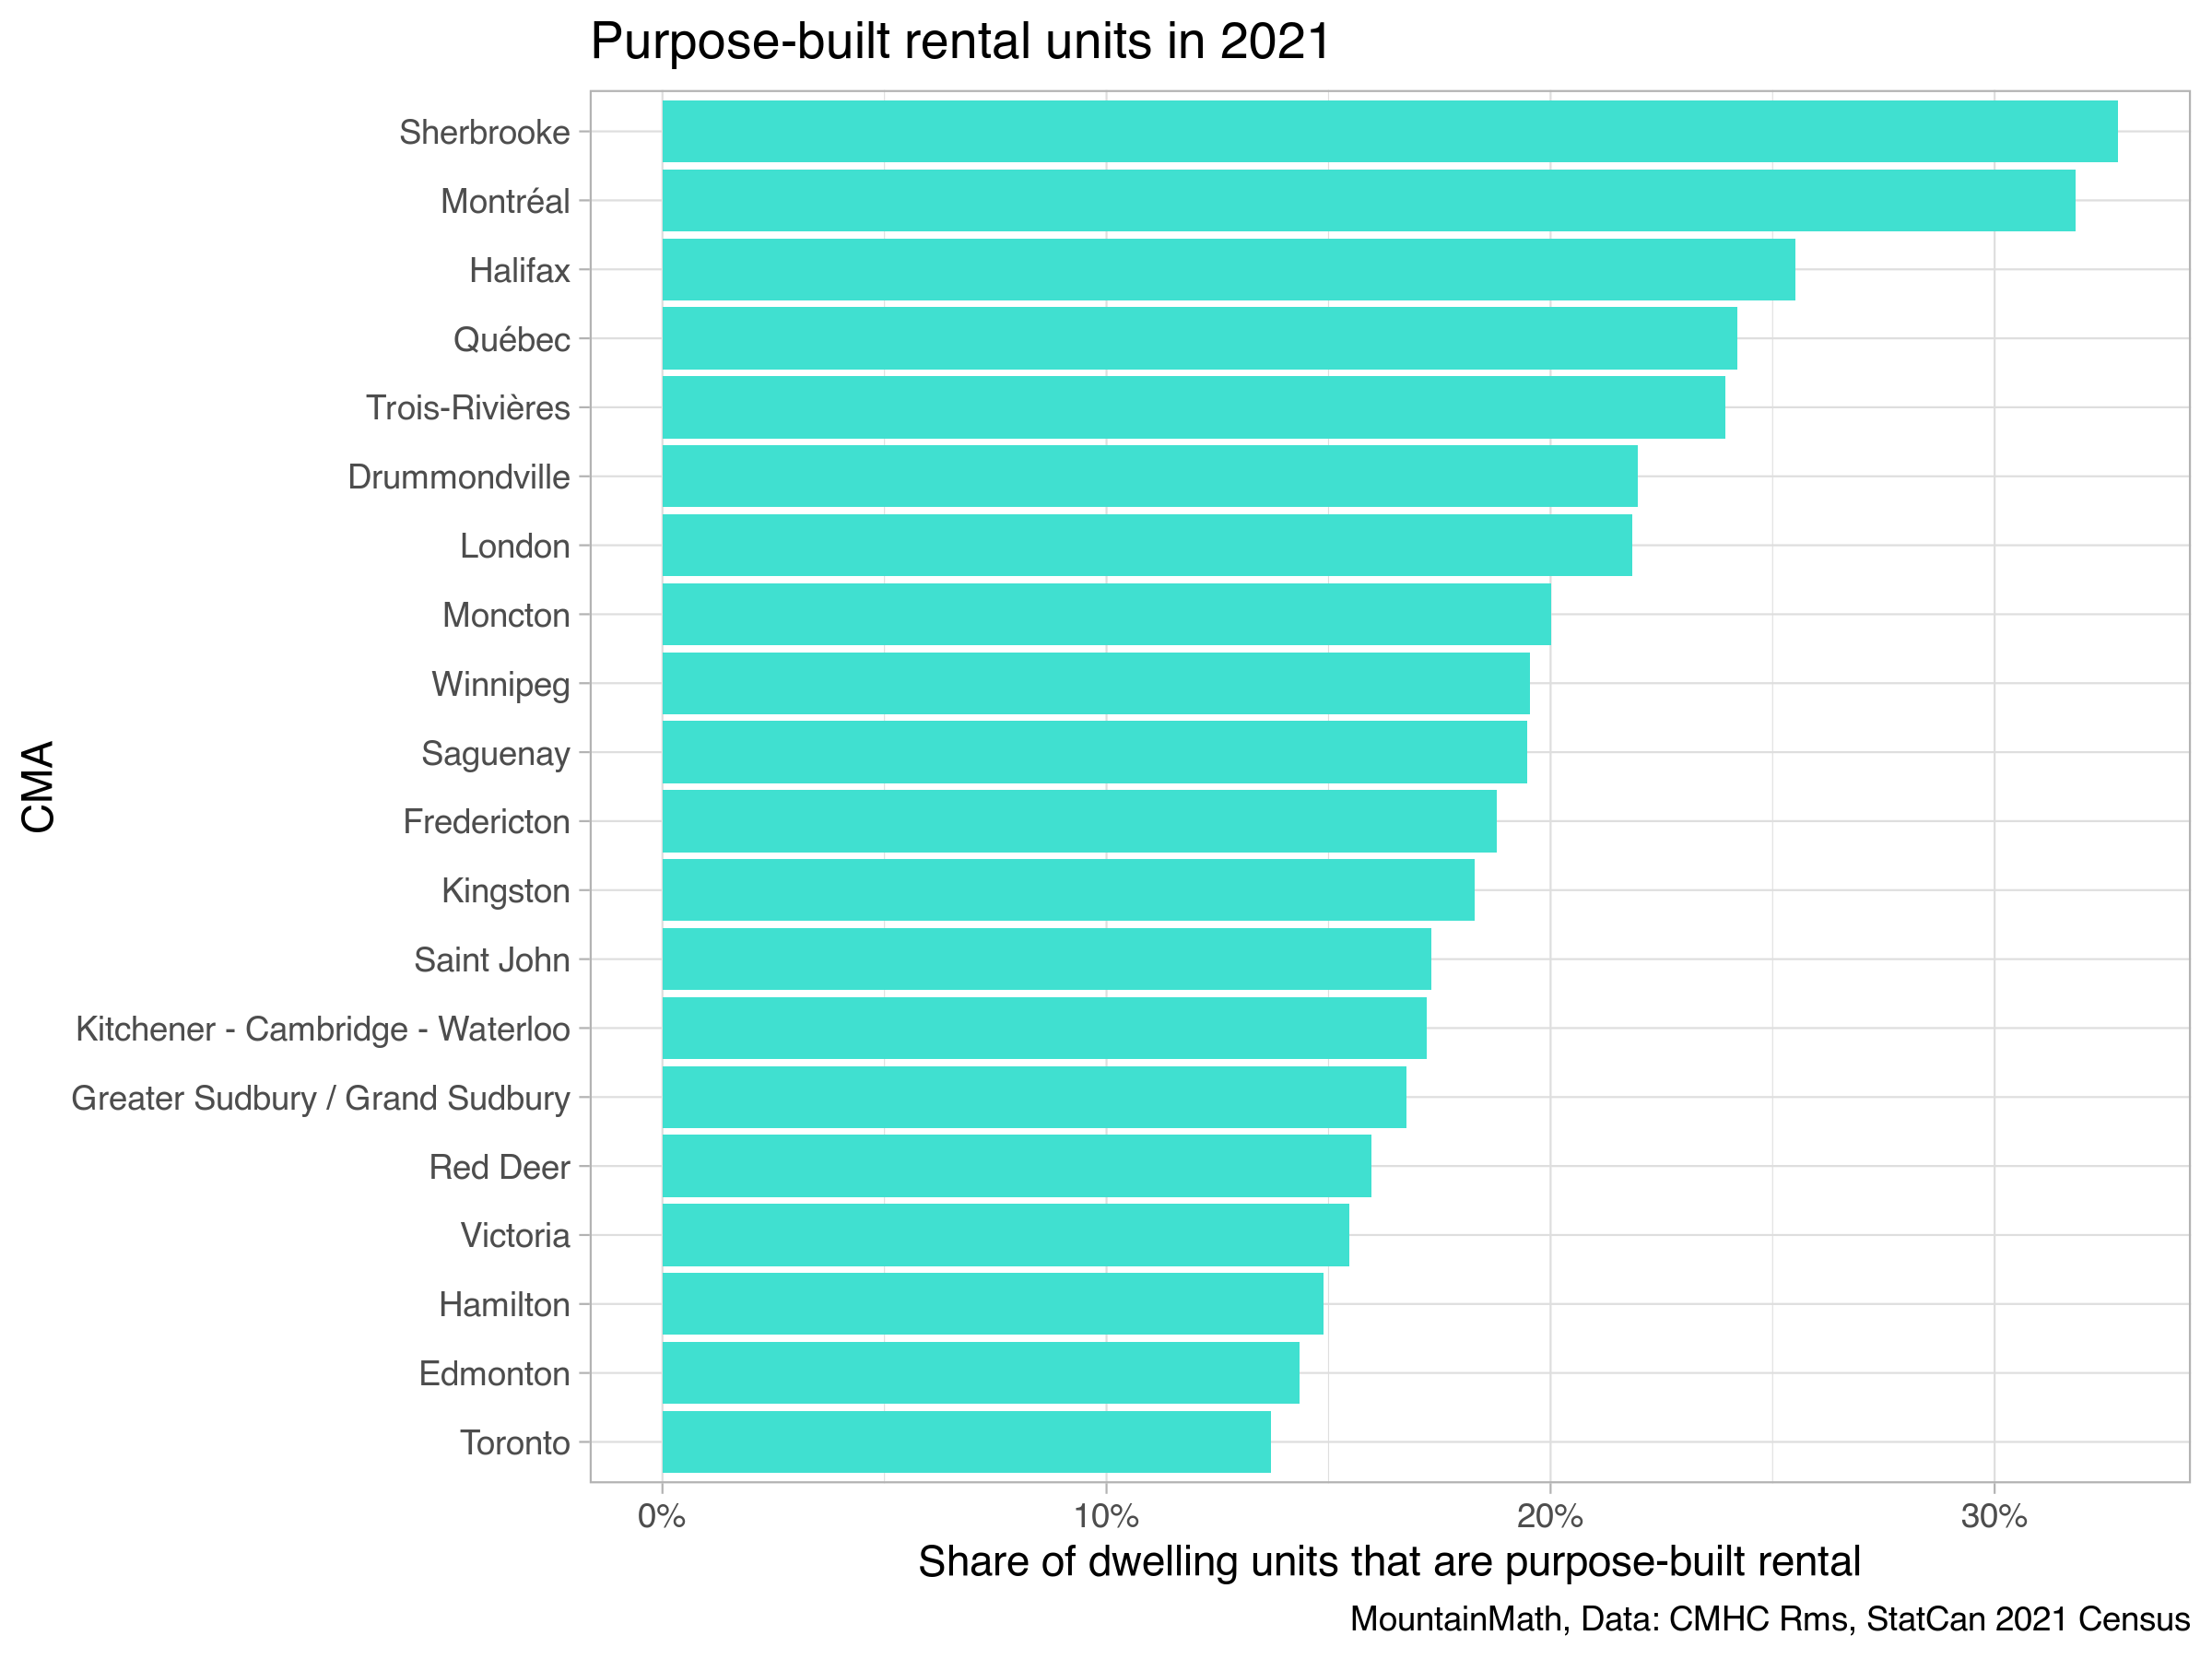 Purpose-built rental units in 2021
CMA
Sherbrooke
Montréal
Halifax
Québec
Trois-Rivières
Drummondville
London
Moncton
Winnipeg
Saguenay
Fredericton
Kingston
Saint John
Kitchener - Cambridge - Waterloo
Greater Sudbury / Grand Sudbury
Red Deer
Victoria
Hamilton
Edmonton
Toronto
0% 10% 20% 30%
Share of dwelling units that are purpose-built rental
MountainMath, Data: CMHC Rms, StatCan 2021 Census